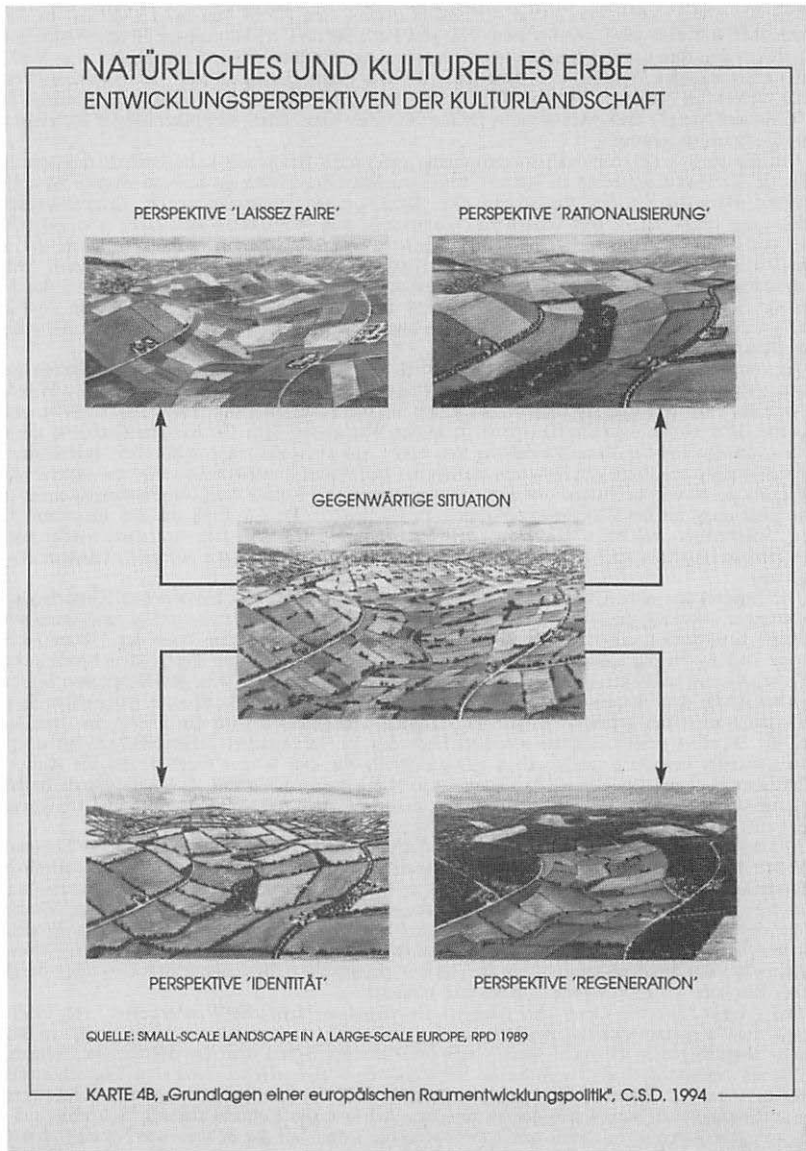 NATÜRLICHES UND KULTURELLES ERBE
ENTWICKLUNGSPERSPEKTIVEN DER KULTURLANDSCHAFT
PERSPEKTIVE ‘LAISSEZ FAIRE’
PERSPEKTIVE ‘RATIONALISIERUNG’
GEGENWÄRTIGE SITUATION
PERSPEKTIVE ‘IDENTITÄT’
PERSPEKTIVE ‘REGENERATION’
QUELLE: SMALL-SCALE LANDSCAPE IN A LARGE-SCALE EUROPE, RPD 1989
KARTE 4B, „Grundlagen einer europäischen Raumentwicklungspolitik“, C.S.D. 1994